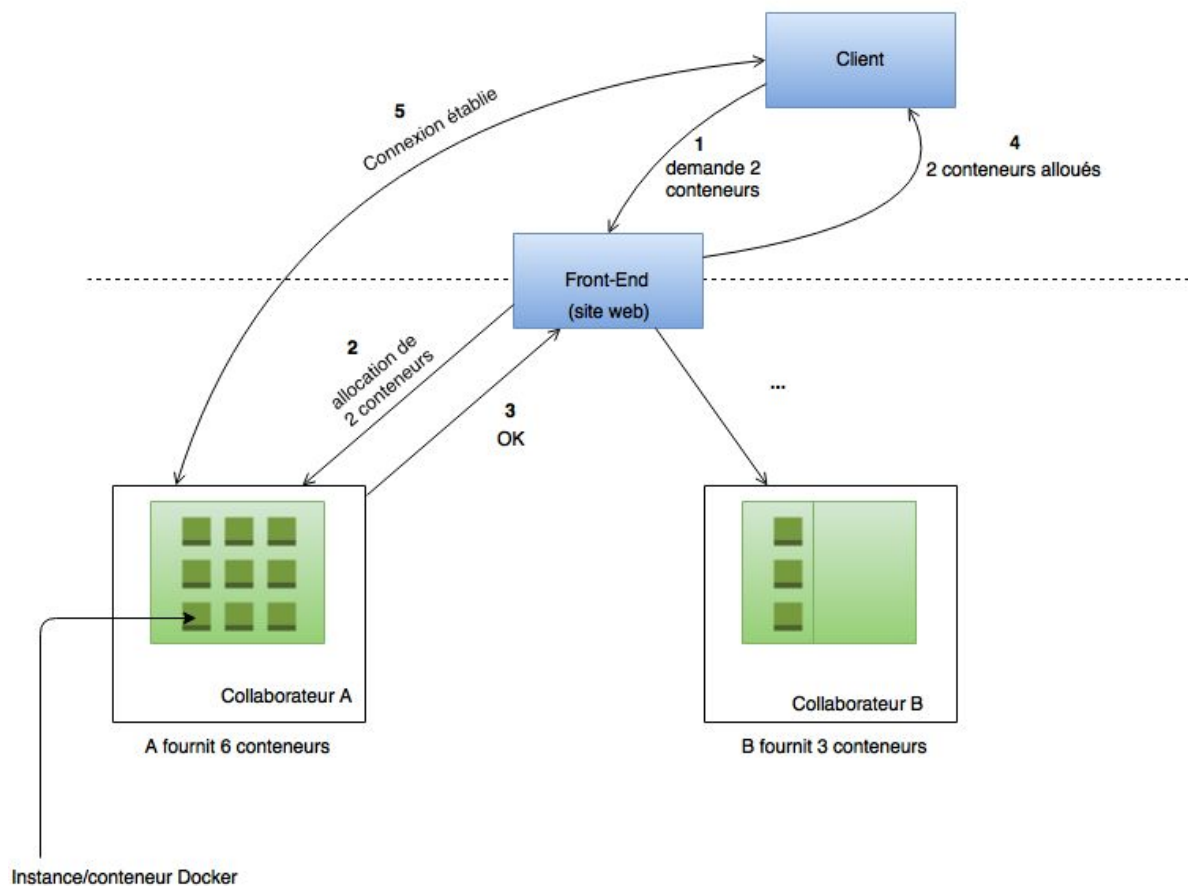 Client
5
Connexion établie
1
demande 2
conteneurs
4
2 conteneurs alloués
Front-End
(site web)
2
allocation de
2 conteneurs
3
OK
...
Collaborateur A
Collaborateur B
A fournit 6 conteneurs
B fournit 3 conteneurs
Instance/conteneur Docker